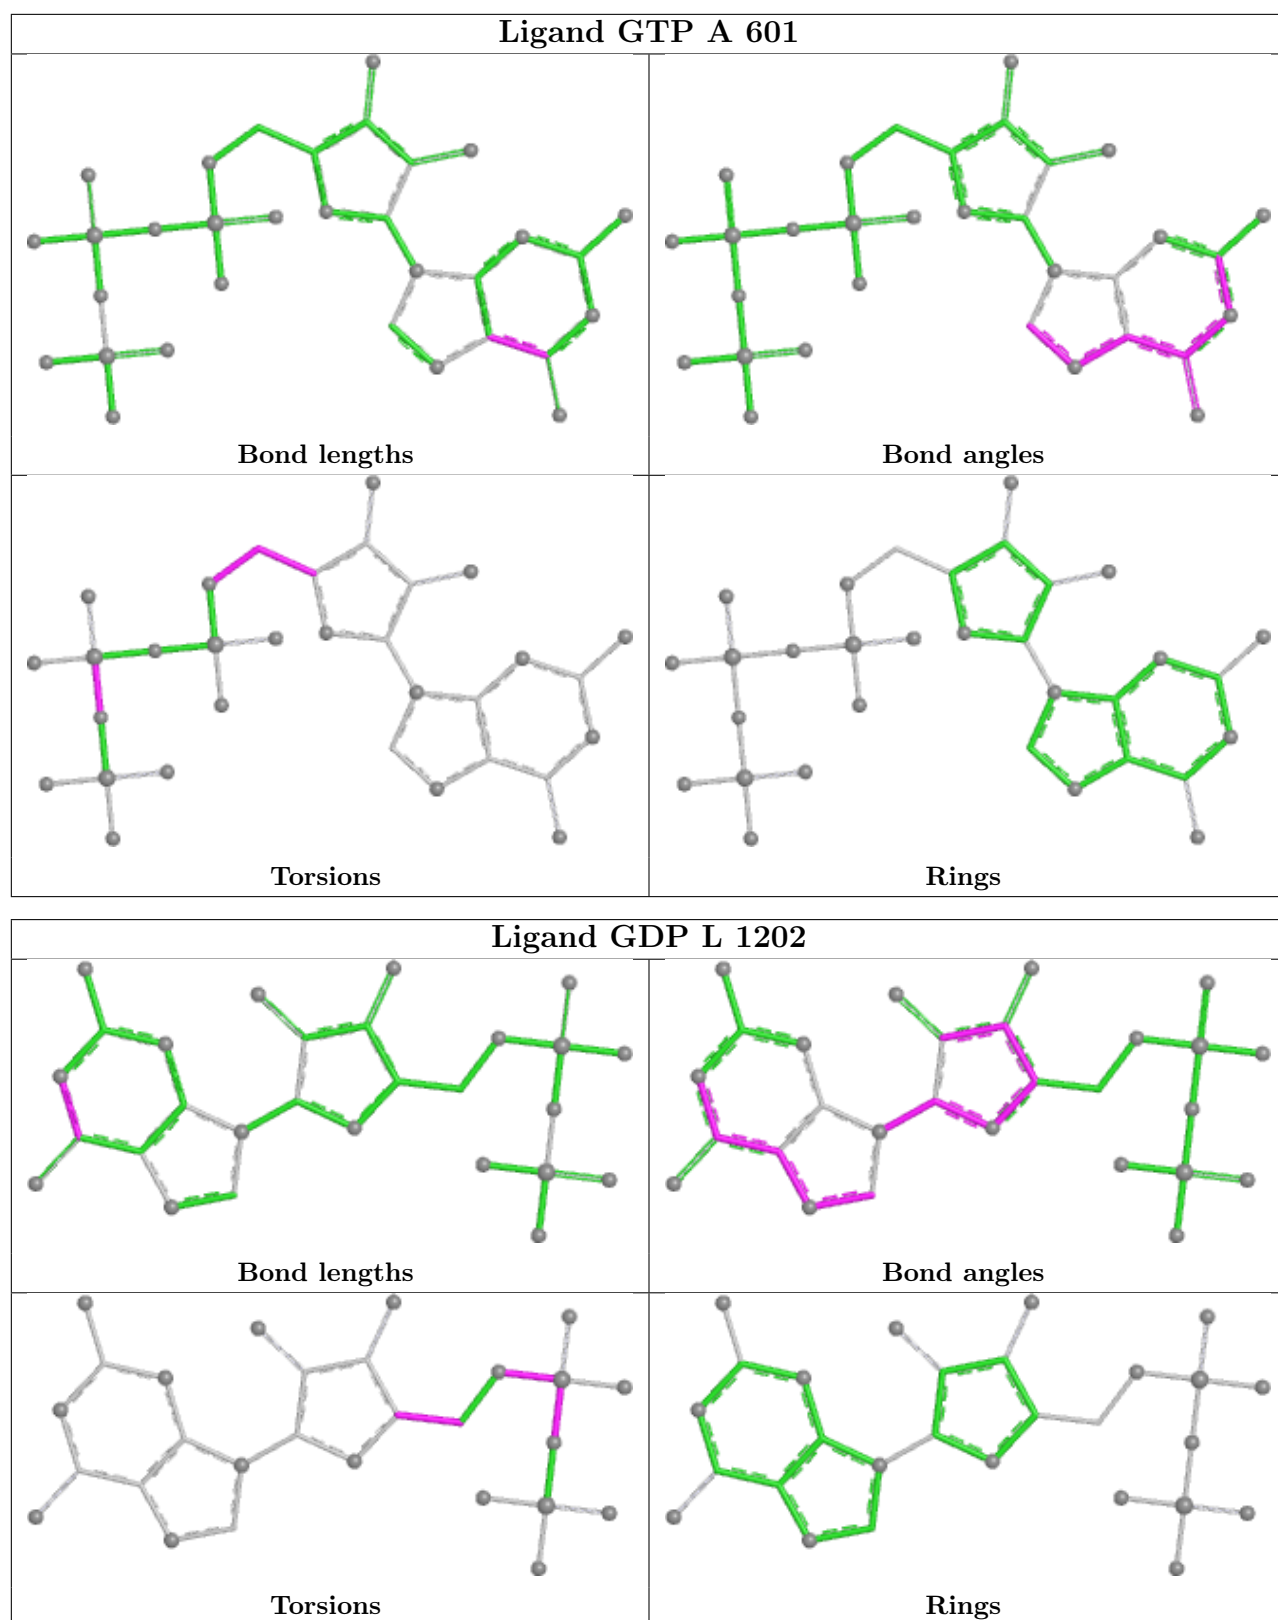 Ligand GTP A 601
Bond lengths
Bond angles
Torsions
Rings
Ligand GDP L 1202
Bond lengths
Bond angles
Torsions
Rings